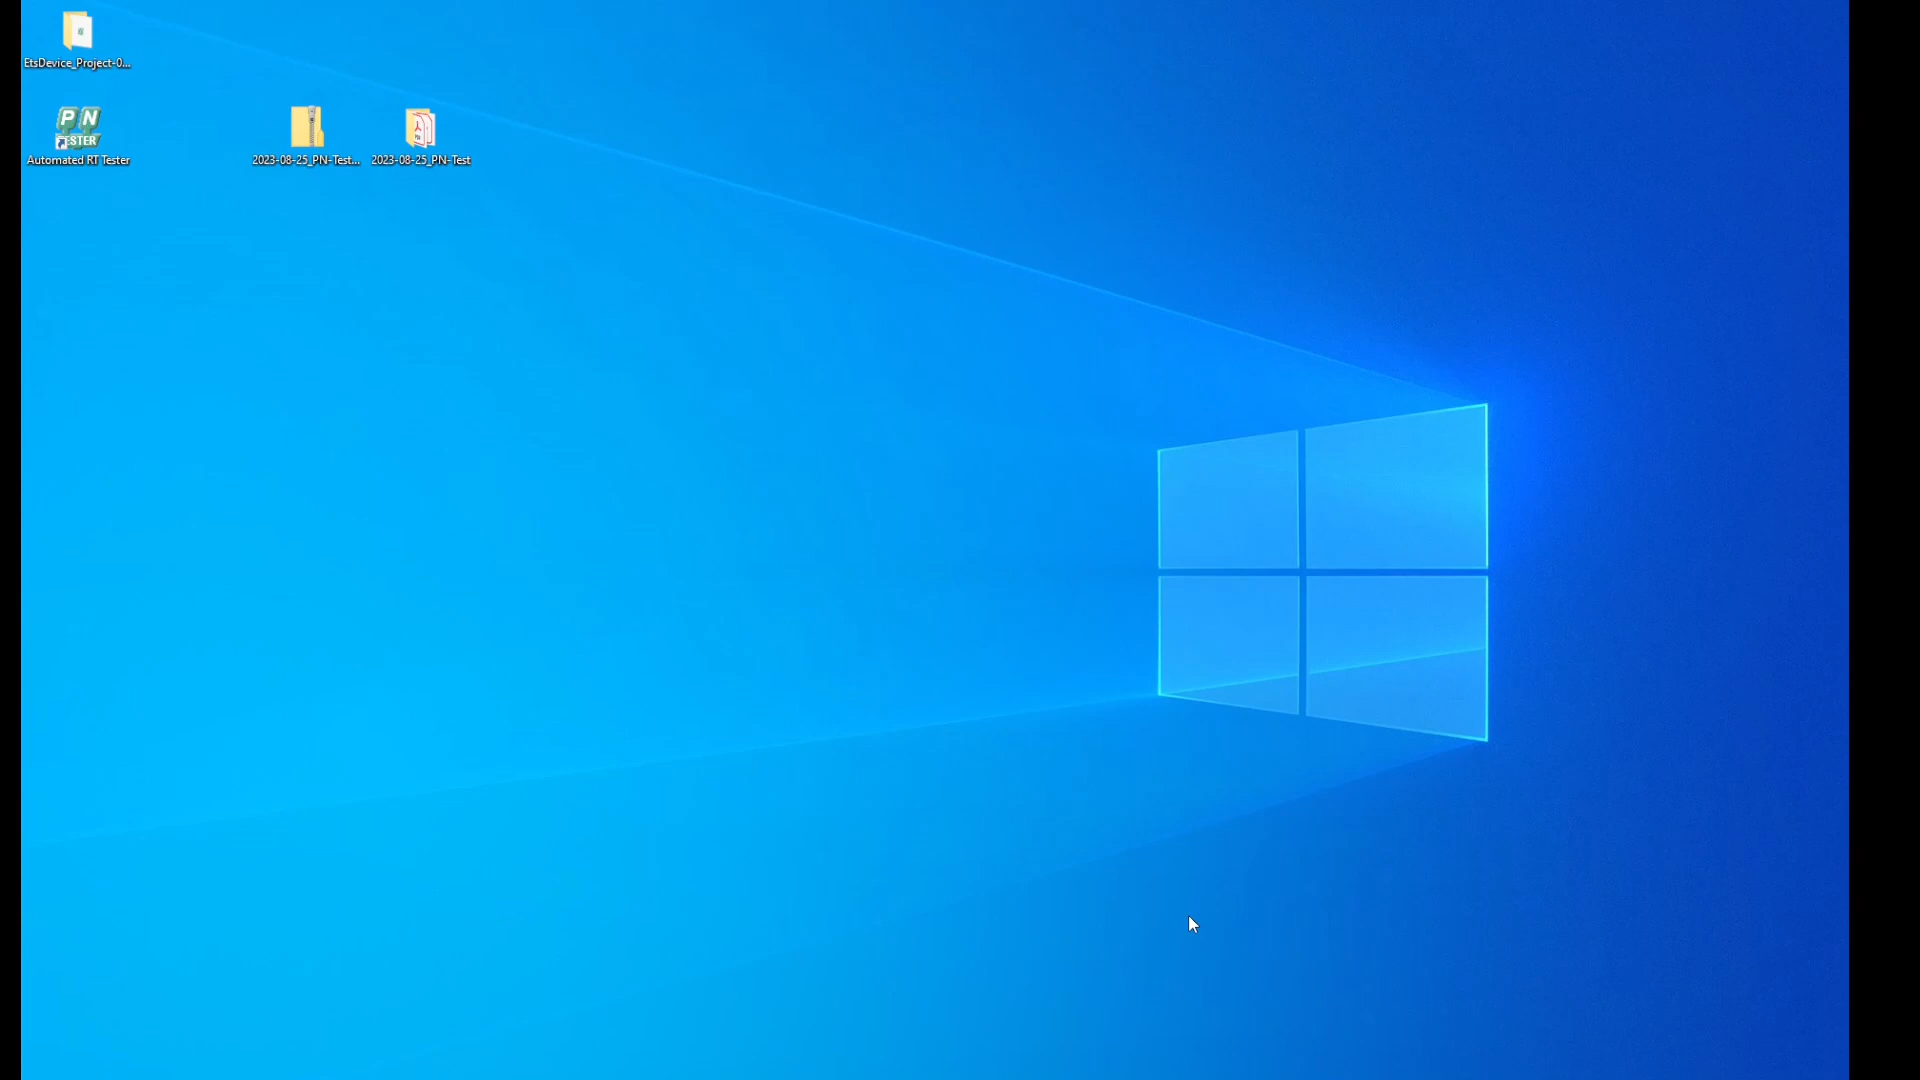 EtsDevice_Project-0...
P N
TESTER
Automated RT Tester
2023-08-25_PN-Test...
2023-08-25_PN-Test